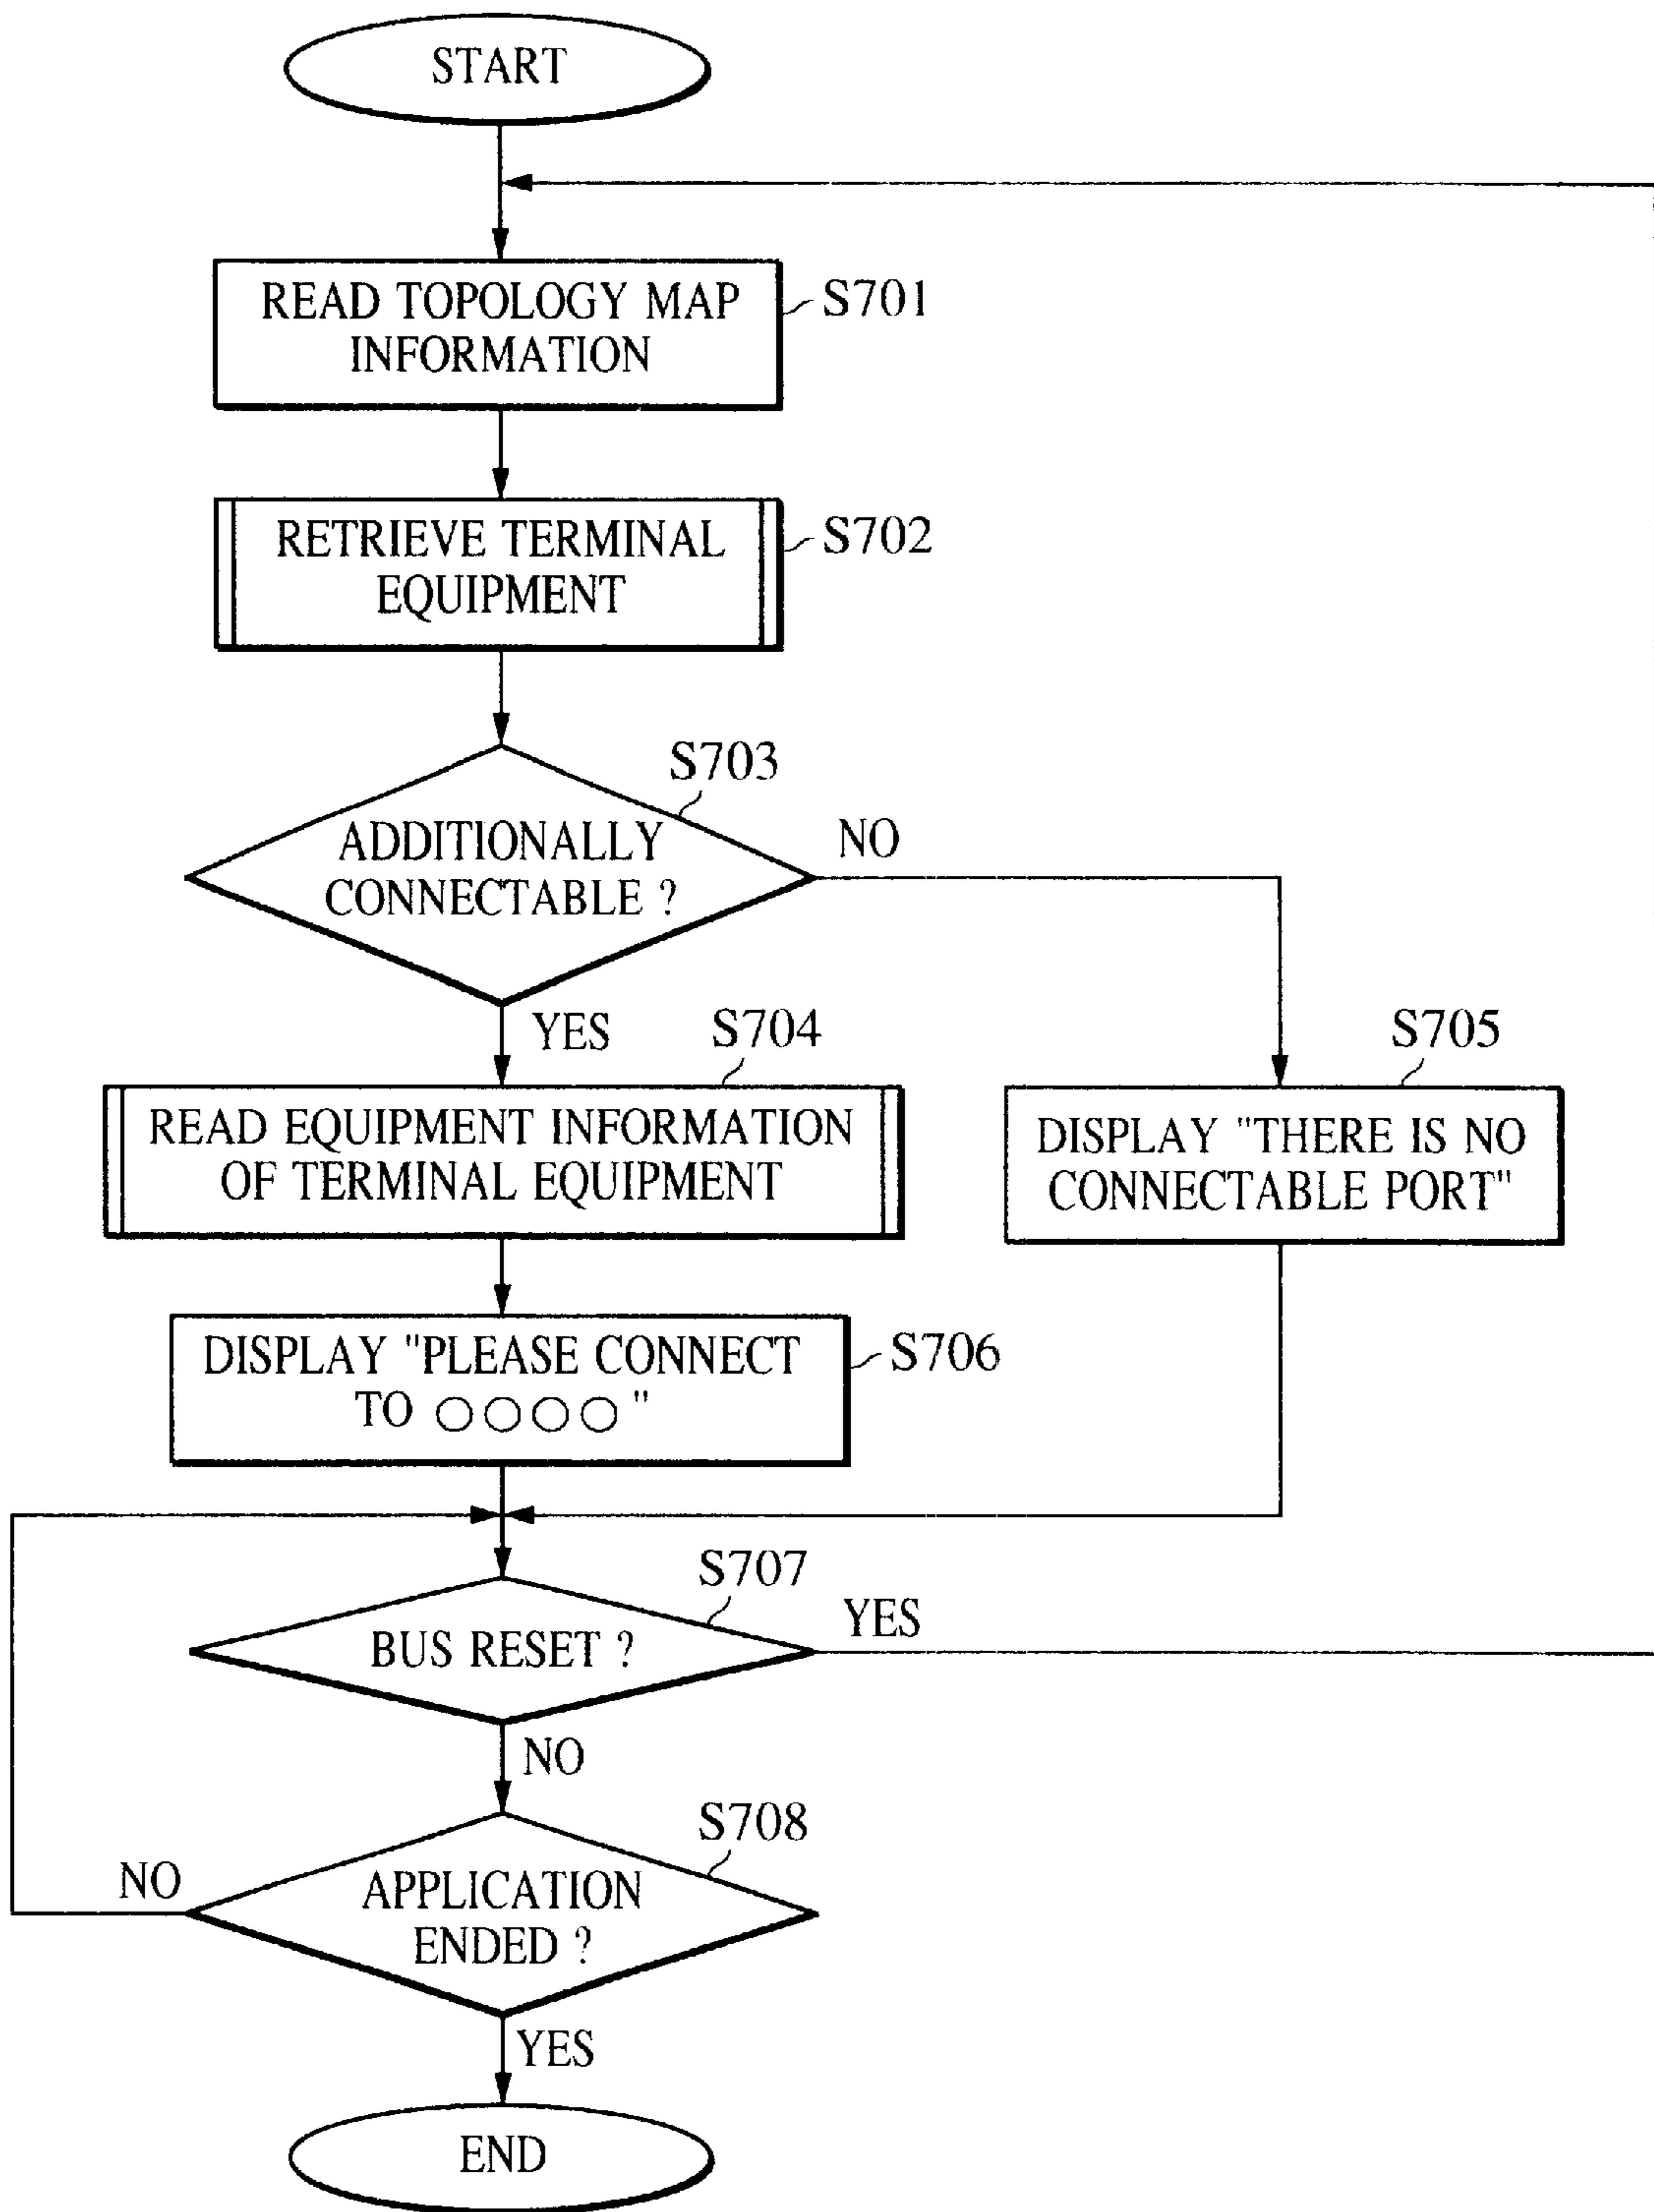 START
READ TOPOLOGY MAP
INFORMATION
S701
RETRIEVE TERMINAL
EQUIPMENT
S702
S703
ADDITIONALLY
CONNECTABLE ?
NO
YES
S704
READ EQUIPMENT INFORMATION
OF TERMINAL EQUIPMENT
S705
DISPLAY "THERE IS NO
CONNECTABLE PORT"
DISPLAY "PLEASE CONNECT
TO ○○○○"
S706
S707
BUS RESET ?
YES
NO
S708
APPLICATION
ENDED ?
NO
YES
END